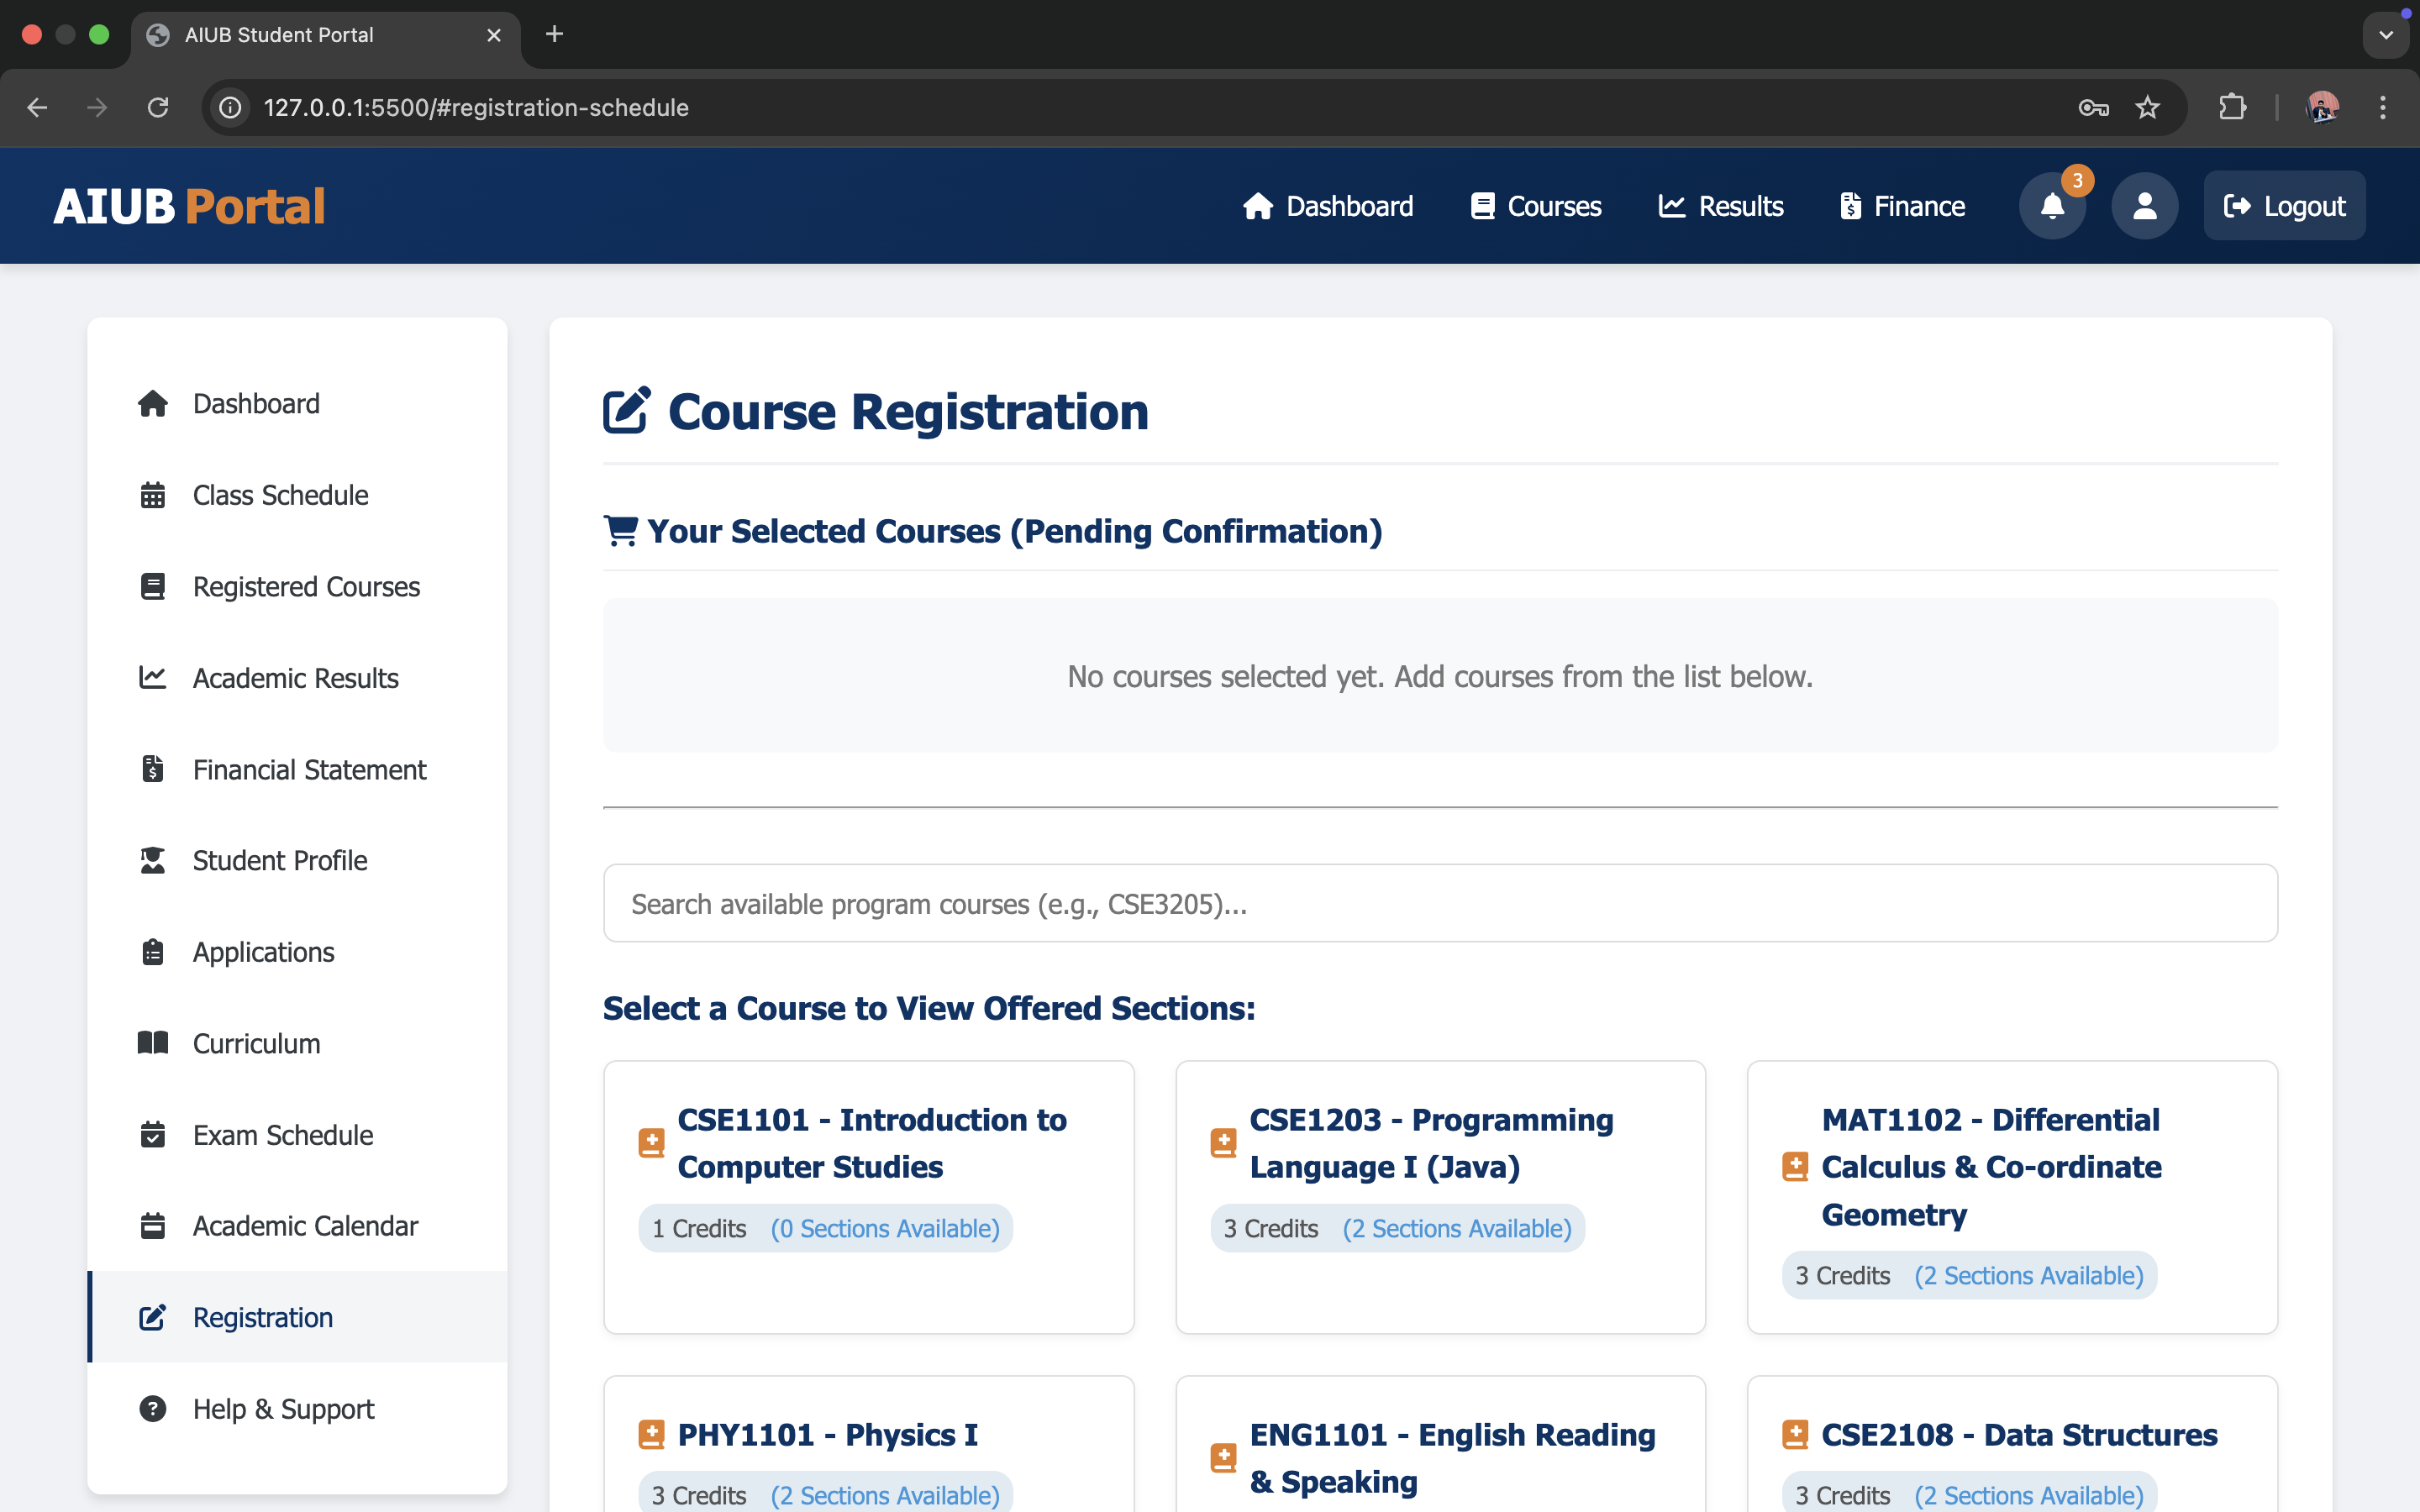 AIUB Student Portal
127.0.0.1:5500/#registration-schedule
AIUB Portal
Dashboard
Courses
Results
Finance
3
Logout
Dashboard
Class Schedule
Registered Courses
Academic Results
Financial Statement
Student Profile
Applications
Curriculum
Exam Schedule
Academic Calendar
Registration
Help & Support
Course Registration
Your Selected Courses (Pending Confirmation)
No courses selected yet. Add courses from the list below.
Search available program courses (e.g., CSE3205)...
Select a Course to View Offered Sections:
CSE1101 - Introduction to
Computer Studies
1 Credits (0 Sections Available)
CSE1203 - Programming
Language I (Java)
3 Credits (2 Sections Available)
MAT1102 - Differential
Calculus & Co-ordinate
Geometry
3 Credits (2 Sections Available)
PHY1101 - Physics I
3 Credits (2 Sections Available)
ENG1101 - English Reading
& Speaking
CSE2108 - Data Structures
3 Credits (2 Sections Available)